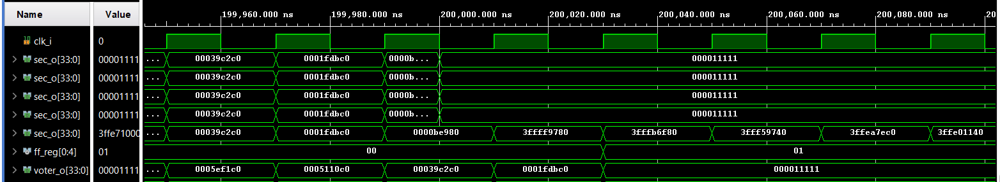 Name Value 199,960.000 ns 199,980.000 ns 200,000.000 ns 200,020.000 ns 200,040.000 ns 200,060.000 ns 200,080.000 ns 20
clk_i 0
sec_o[33:0] 00001111 ... 00039c2c0 0001fdbc0 0000b... 000011111
sec_o[33:0] 00001111 ... 00039c2c0 0001fdbc0 0000b... 000011111
sec_o[33:0] 00001111 ... 00039c2c0 0001fdbc0 0000b... 000011111
sec_o[33:0] 00001111 ... 00039c2c0 0001fdbc0 0000b... 000011111
sec_o[33:0] 3ffe71000 ... 00039c2c0 0001fdbc0 0000be980 3ffff9780 3fffb6f80 3fff59740 3ffea7ec0 3ffe01140
ff_reg[0:4] 01 00 01
voter_o[33:0] 00001111 ... 0005ef1c0 0005110c0 00039c2c0 0001fdbc0 000011111